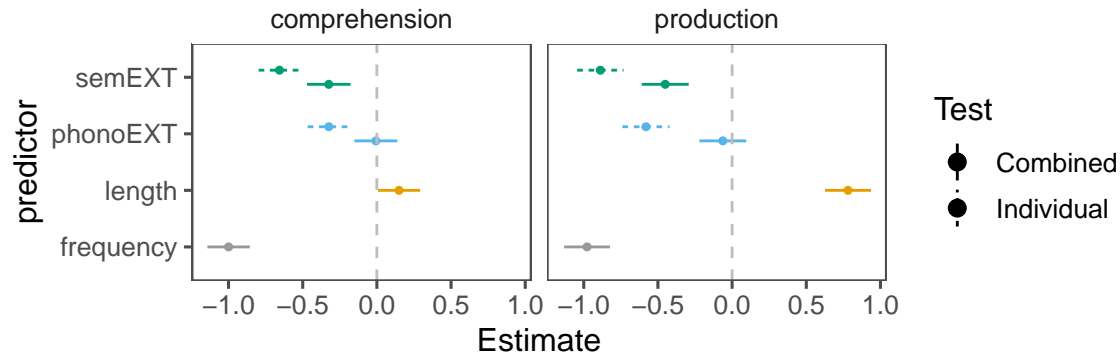 comprehension production
semEXT
phonoEXT
length
frequency
predictor
−1.0 −0.5 0.0 0.5 1.0 −1.0 −0.5 0.0 0.5 1.0
Estimate
Test
Combined
Individual